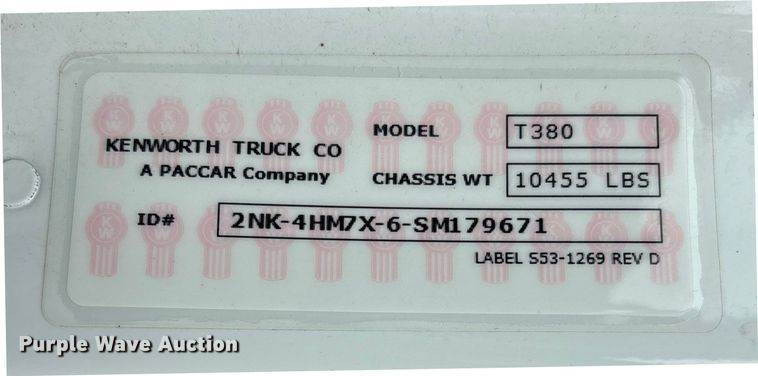 KENWORTH TRUCK CO
A PACCAR Company
MODEL T380
CHASSIS WT 10455 LBS
ID# 2NK-4HM7X-6-SM179671
LABEL S53-1269 REV D
Purple Wave Auction